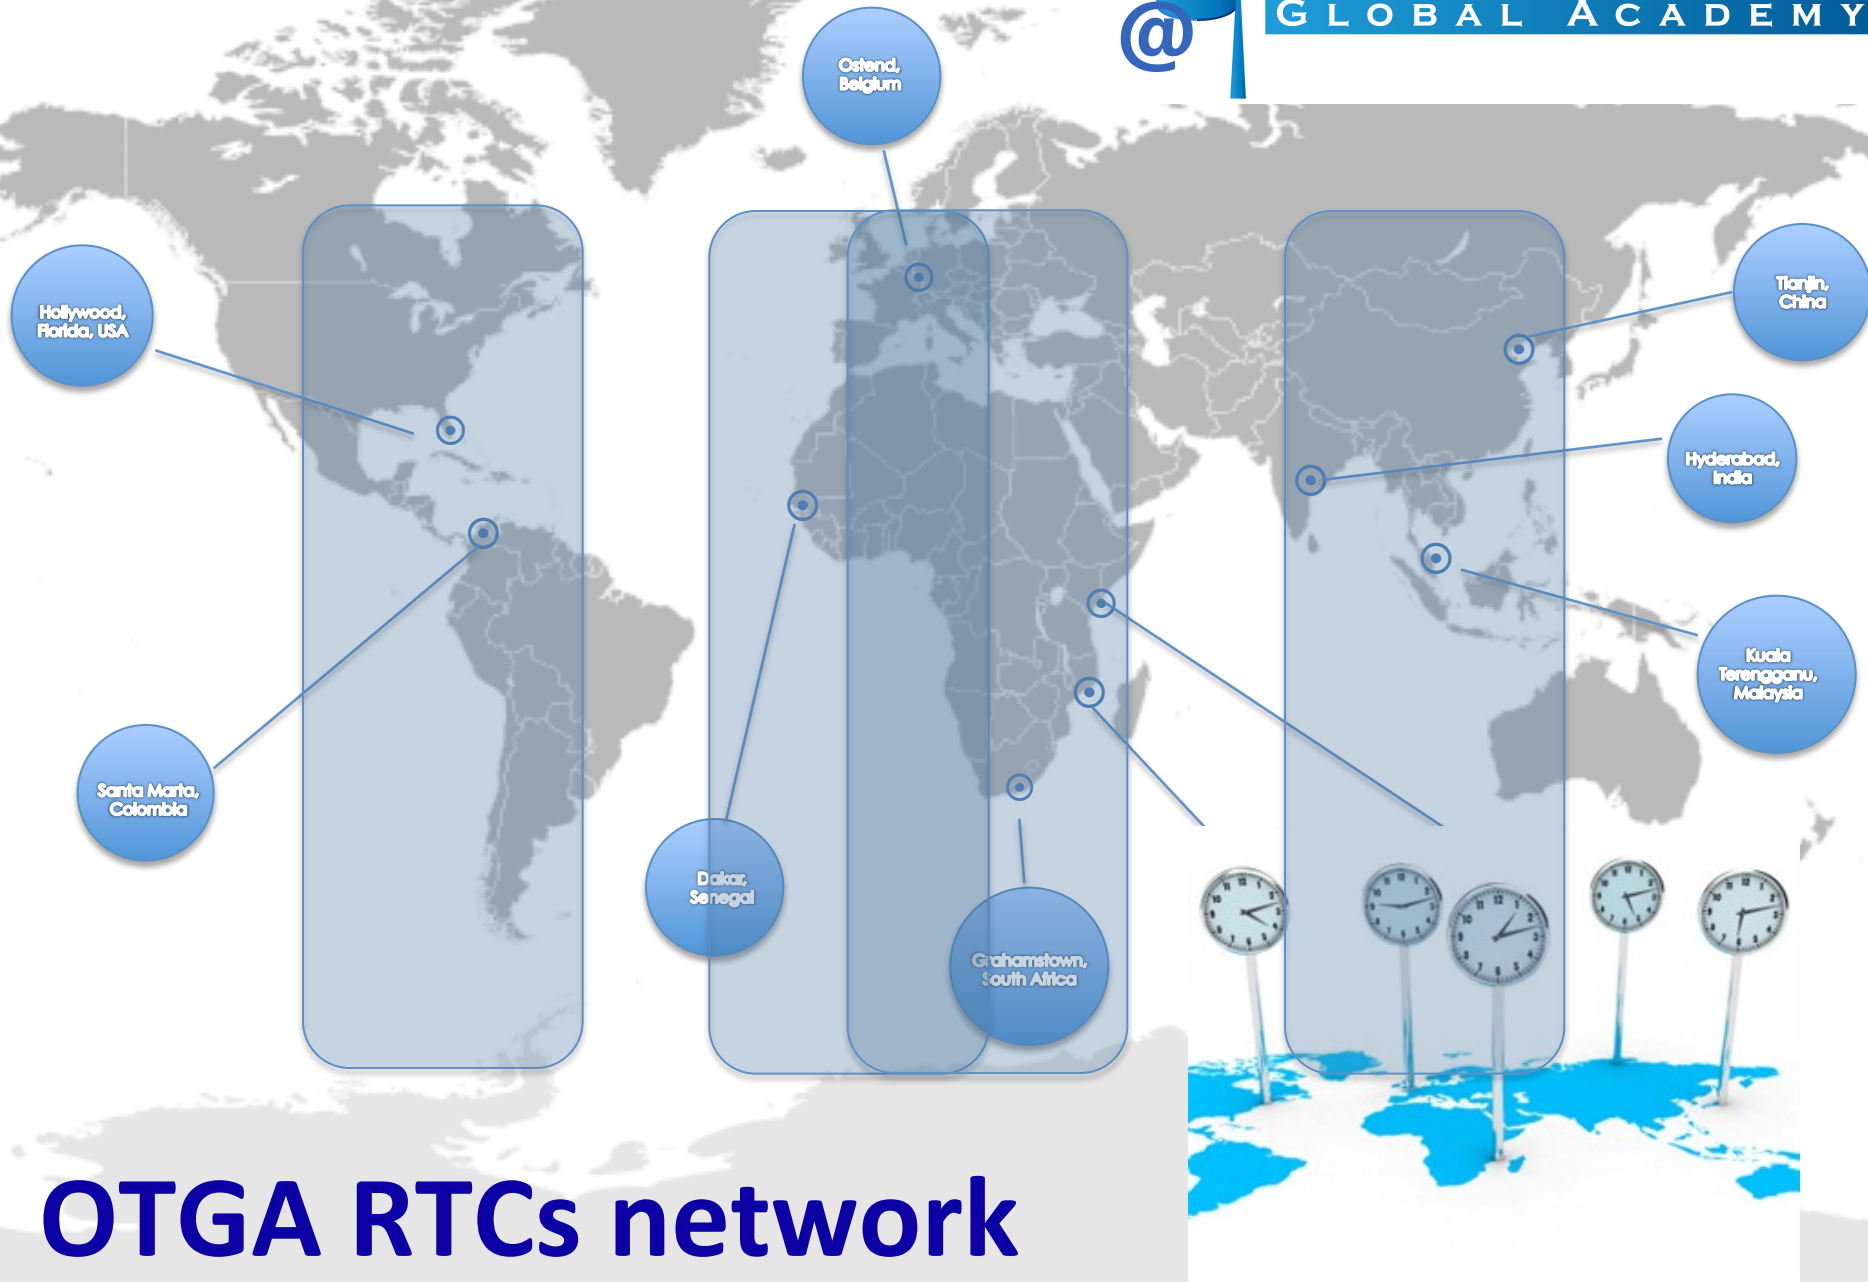 @
GLOBAL ACADEMY
Ostend,
Belgium
Hollywood,
Florida, USA
Tianjin,
China
Hyderabad,
India
Kuala
Terengganu,
Malaysia
Santa Marta,
Colombia
Dakar,
Senegal
Grahamstown,
South Africa
OTGA RTCs network